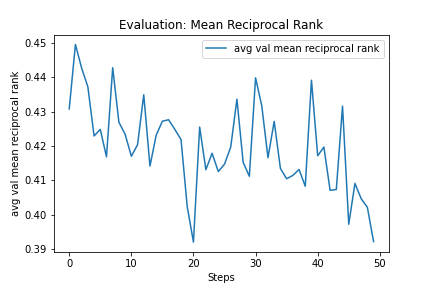 Evaluation: Mean Reciprocal Rank
avg val mean reciprocal rank
avg val mean reciprocal rank
0.45
0.44
0.43
0.42
0.41
0.40
0.39
0 10 20 30 40 50
Steps